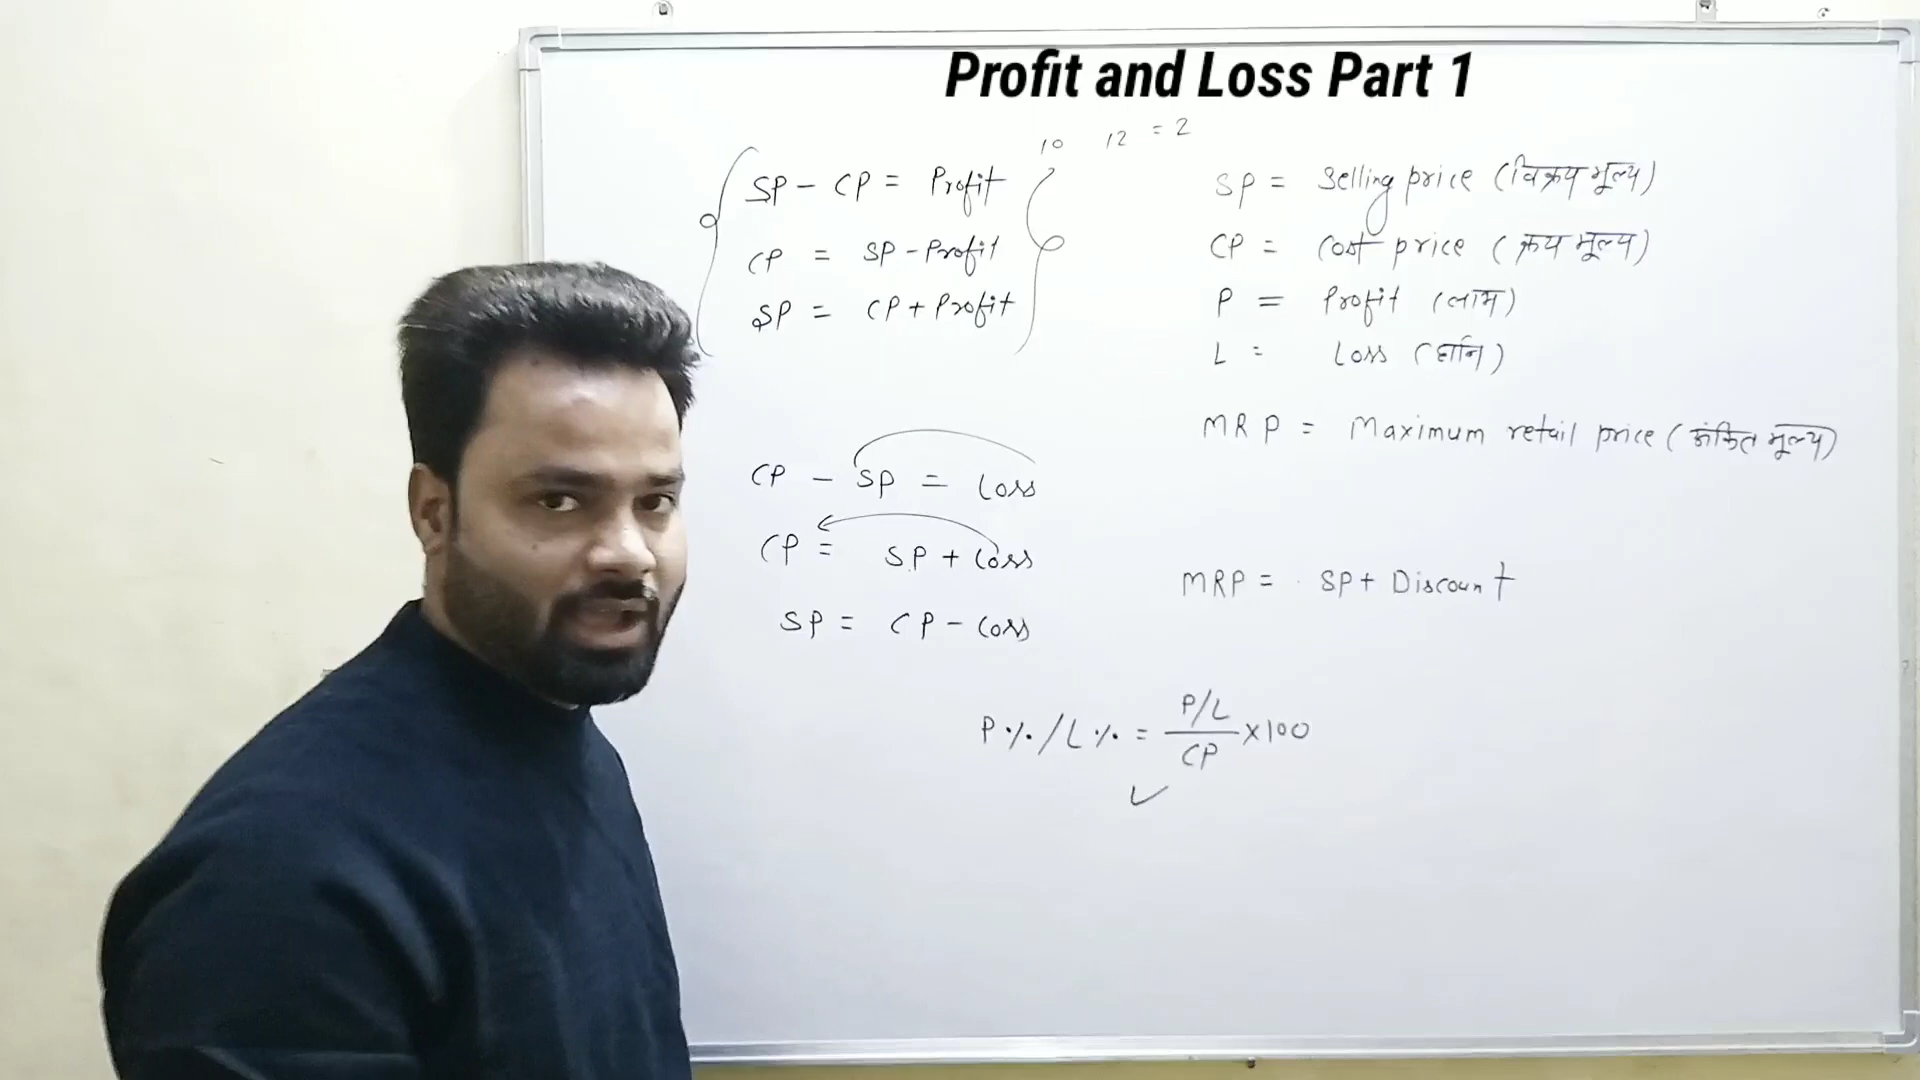 Profit and Loss Part 1
10 12 = 2
SP - CP = Profit
CP = SP - Profit
SP = CP + Profit
CP - SP = Loss
CP = SP + Loss
SP = CP - Loss
SP = Selling price (विक्रय मूल्य)
CP = Cost price (क्रय मूल्य)
P = Profit (लाभ)
L = Loss (हानि)
MRP = Maximum retail price (अंकित मूल्य)
MRP = SP + Discount
P% / L% = P/L / CP × 100